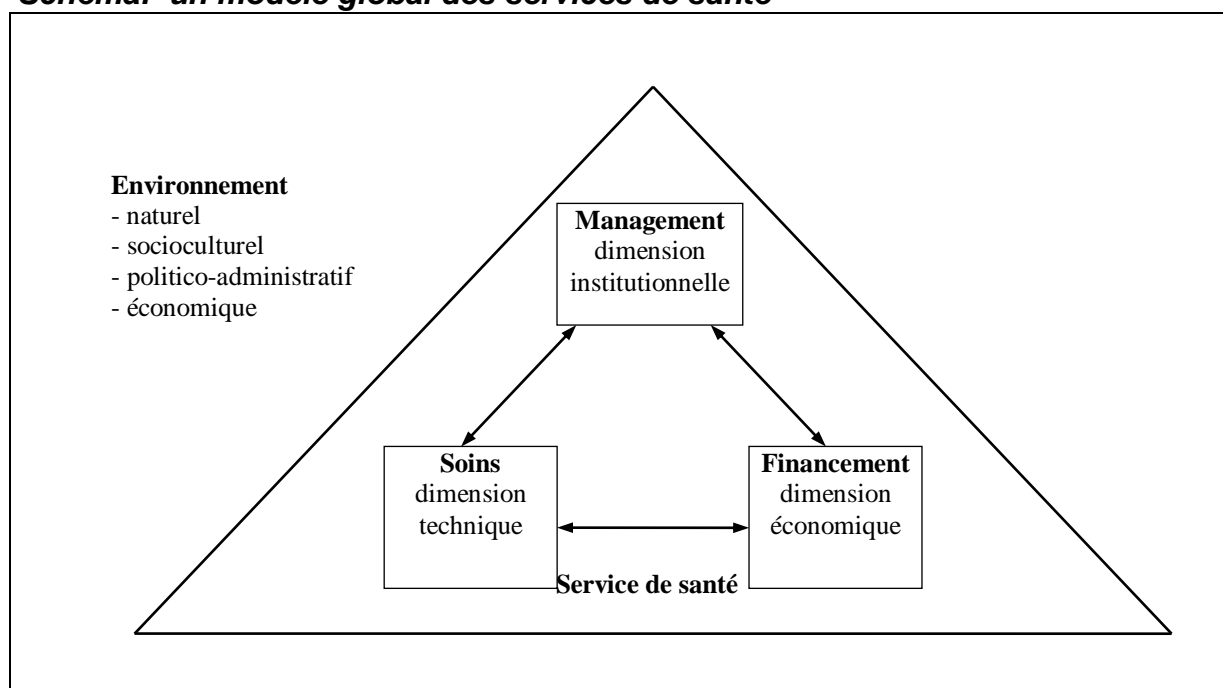 Schéma: un modèle global des services de santé
Environnement
- naturel
- socioculturel
- politico-administratif
- économique
Management
dimension
institutionnelle
Soins
dimension
technique
Financement
dimension
économique
Service de santé